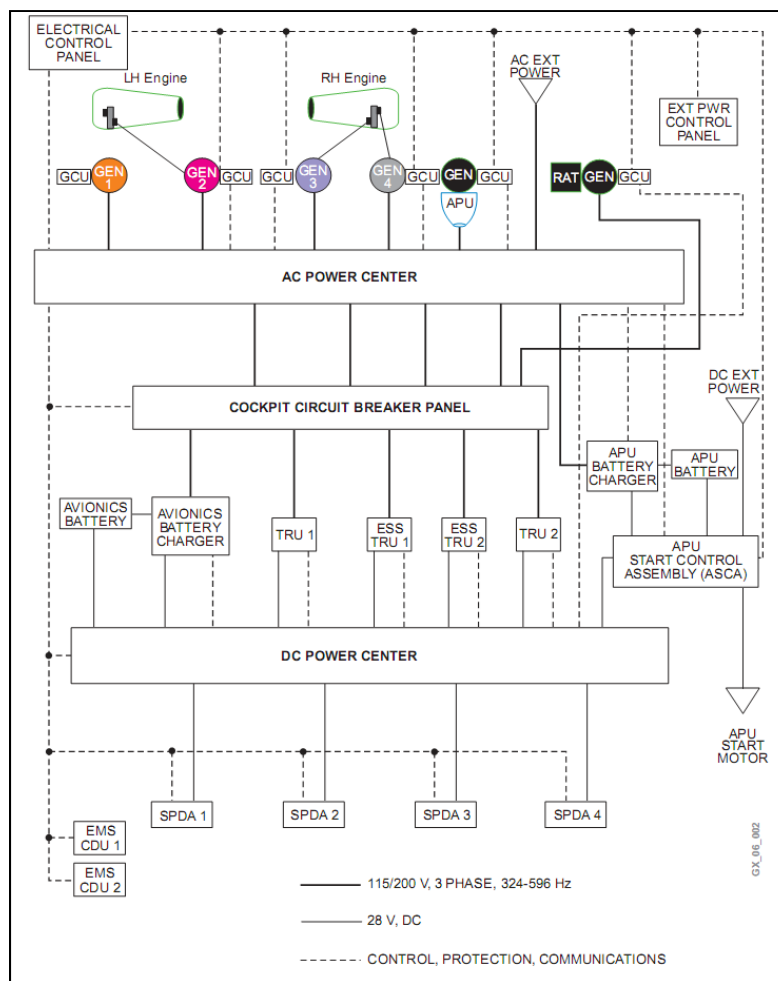 ELECTRICAL
CONTROL
PANEL
LH Engine
RH Engine
AC EXT
POWER
EXT PWR
CONTROL
PANEL
GCU
GEN
1
GEN
2
GCU
GCU
GEN
3
GEN
4
GCU
GEN
GCU
APU
RAT
GEN
GCU
AC POWER CENTER
DC EXT
POWER
COCKPIT CIRCUIT BREAKER PANEL
APU
BATTERY
CHARGER
APU
BATTERY
AVIONICS
BATTERY
AVIONICS
BATTERY
CHARGER
TRU 1
ESS
TRU 1
ESS
TRU 2
TRU 2
APU
START CONTROL
ASSEMBLY (ASCA)
DC POWER CENTER
APU
START
MOTOR
SPDA 1
SPDA 2
SPDA 3
SPDA 4
EMS
CDU 1
EMS
CDU 2
GX_06_002
115/200 V, 3 PHASE, 324-596 Hz
28 V, DC
CONTROL, PROTECTION, COMMUNICATIONS